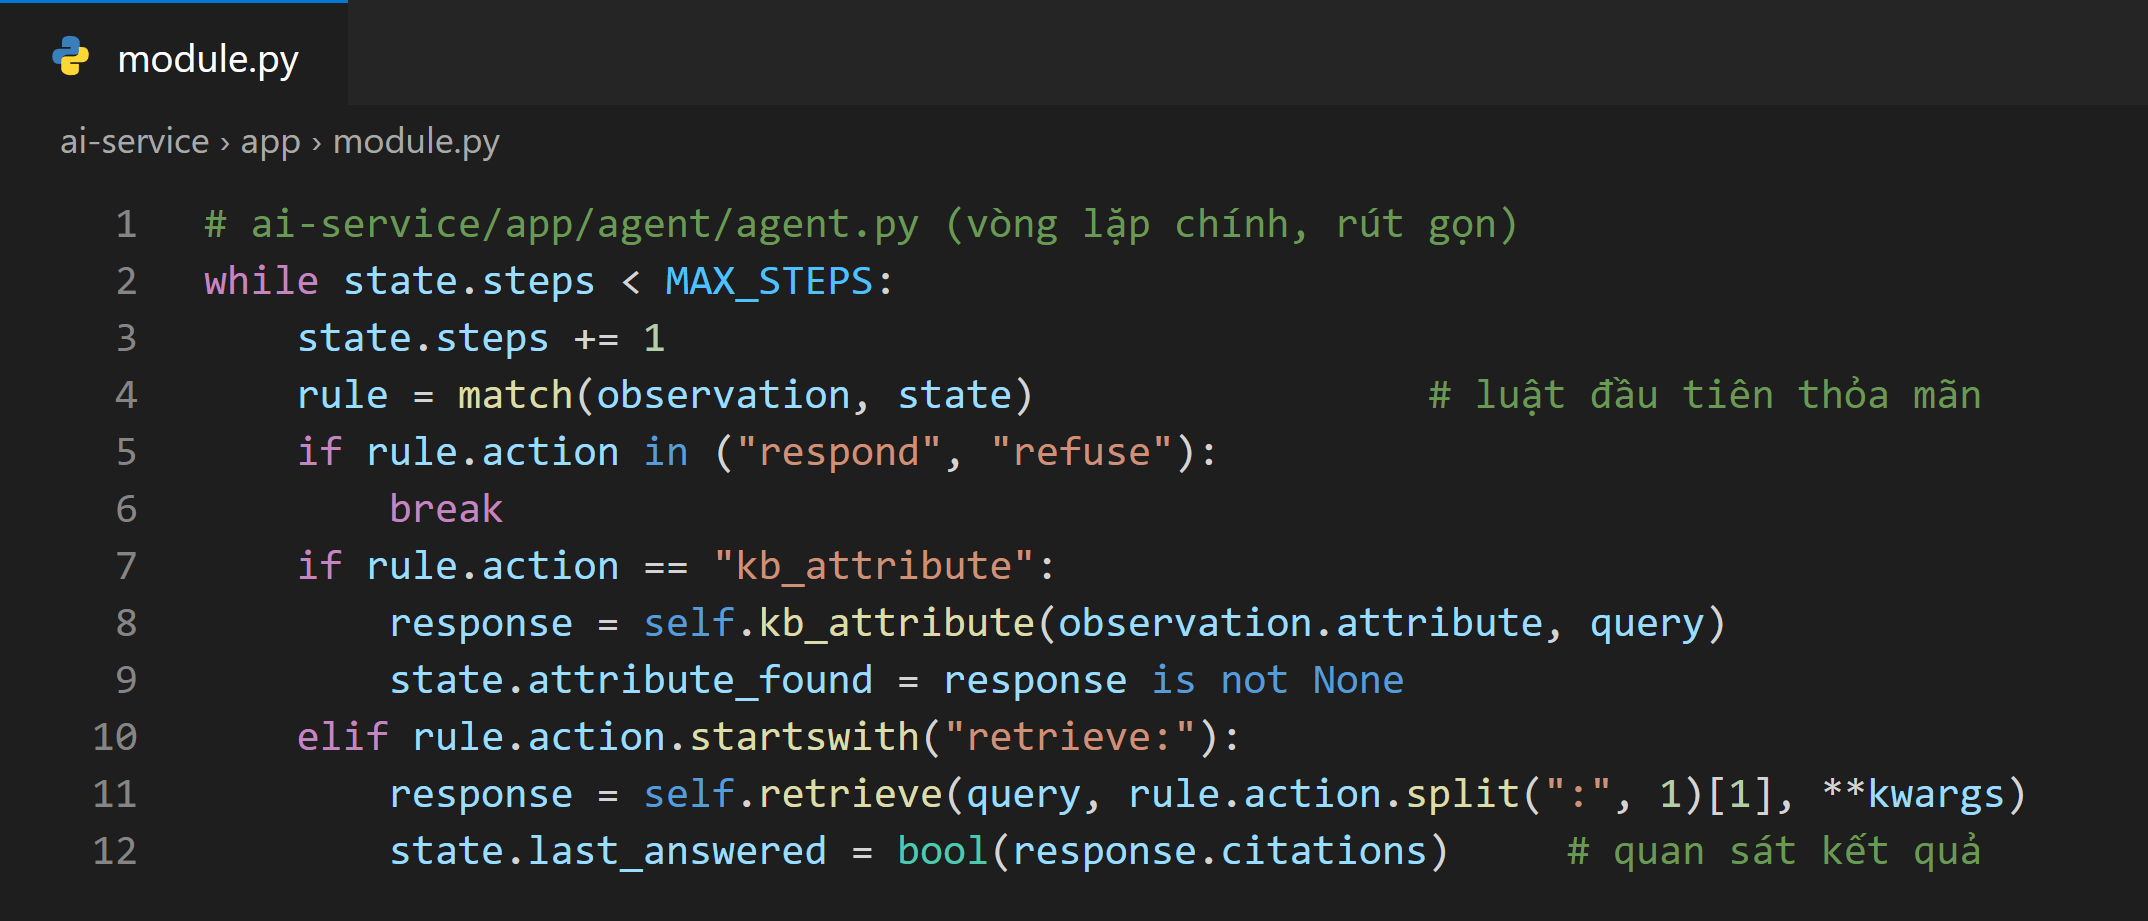 module.py
ai-service › app › module.py
1 # ai-service/app/agent/agent.py (vòng lặp chính, rút gọn)
2 while state.steps < MAX_STEPS:
3     state.steps += 1
4     rule = match(observation, state)                 # luật đầu tiên thỏa mãn
5     if rule.action in ("respond", "refuse"):
6         break
7     if rule.action == "kb_attribute":
8         response = self.kb_attribute(observation.attribute, query)
9         state.attribute_found = response is not None
10     elif rule.action.startswith("retrieve:"):
11         response = self.retrieve(query, rule.action.split(":", 1)[1], **kwargs)
12         state.last_answered = bool(response.citations)     # quan sát kết quả